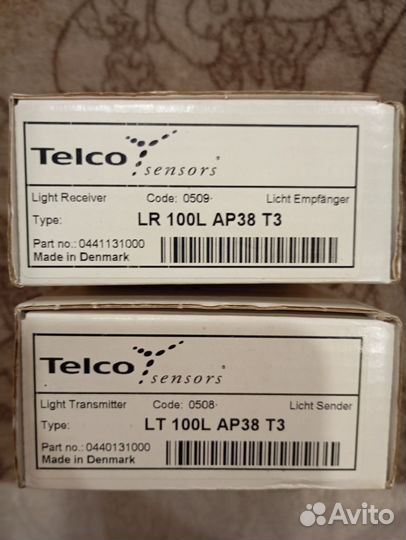 Telco sensors®
Light Receiver Code: 0509· Licht Empfänger
Type: LR 100L AP38 T3
Part no.: 0441131000
Made in Denmark
Telco sensors®
Light Transmitter Code: 0508· Licht Sender
Type: LT 100L AP38 T3
Part no.: 0440131000
Made in Denmark
Avito